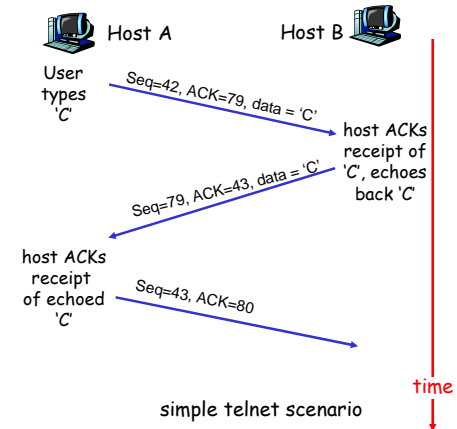 Host A
Host B
User
types
‘C’
Seq=42, ACK=79, data = ‘C’
host ACKs
receipt of
‘C’, echoes
back ‘C’
Seq=79, ACK=43, data = ‘C’
host ACKs
receipt
of echoed
‘C’
Seq=43, ACK=80
time
simple telnet scenario